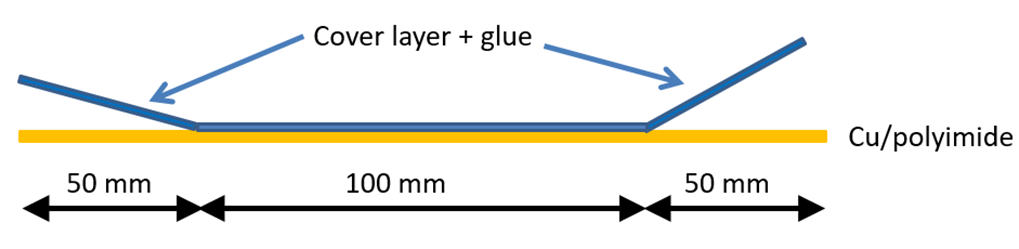 Cover layer + glue
Cu/polyimide
50 mm
100 mm
50 mm